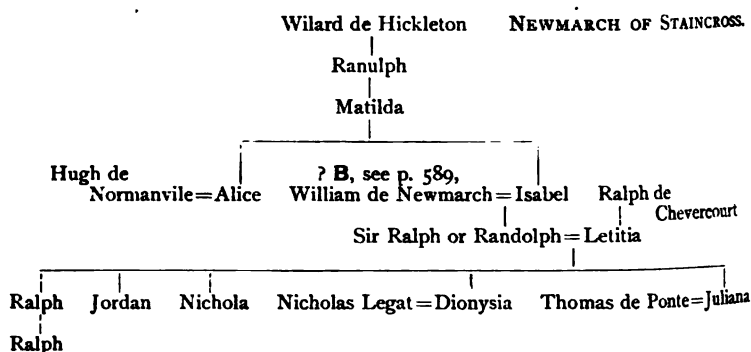 Wilard de Hickleton NEWMARCH OF STAINCROSS.
Ranulph
Matilda
Hugh de ? B, see p. 589,
Normanvile=Alice William de Newmarch=Isabel Ralph de
Chevercourt
Sir Ralph or Randolph=Letitia
Ralph Jordan Nichola Nicholas Legat=Dionysia Thomas de Ponte=Juliana
Ralph